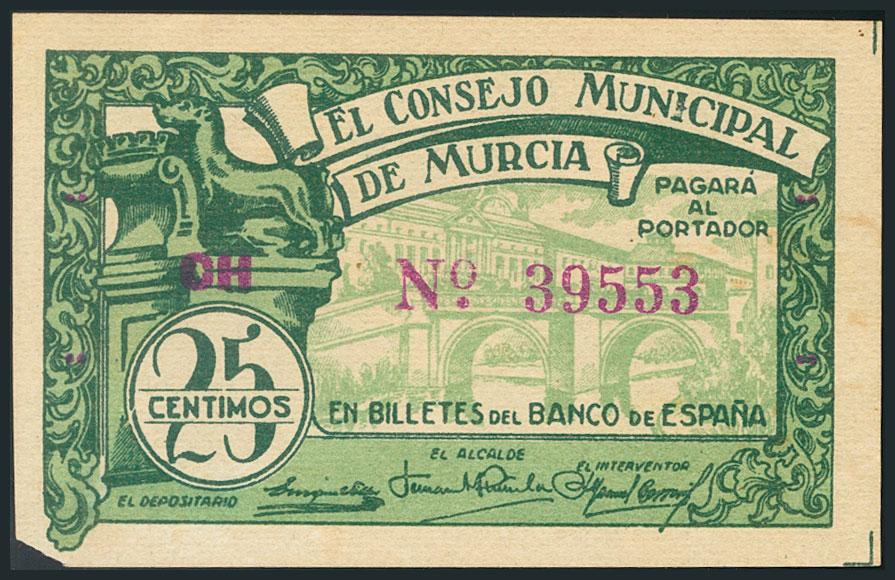 EL CONSEJO MUNICIPAL
DE MURCIA
PAGARÁ
AL
PORTADOR
CH
Nº. 39553
25
CENTIMOS
EN BILLETES DEL BANCO DE ESPAÑA
EL ALCALDE
EL INTERVENTOR
EL DEPOSITARIO